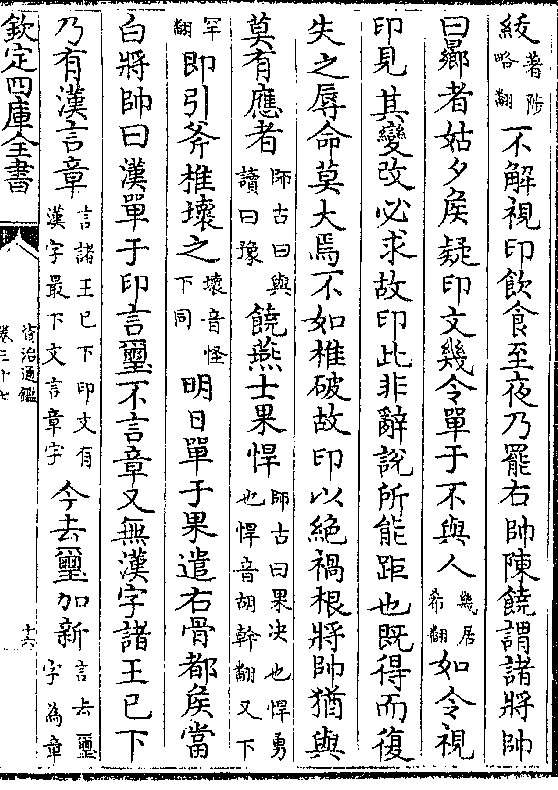 紱著陟略翻不解視印飲食至夜乃罷右帥陳饒謂諸將帥
曰鄉者姑夕侯疑印文幾令單于不與人幾居希翻如令視
印見其變改必求故印此非辭說所能距也既得而復
失之辱命莫大焉不如椎破故印以絶禍根將帥猶與
莫有應者師古曰與讀曰豫饒燕士果悍師古曰果决也悍勇也悍音胡幹翻又下
罕翻即引斧椎壞之壞音怪下同明日單于果遣右骨都侯當
白將帥曰漢單于印言璽不言章又無漢字諸王已下
乃有漢言章言諸王已下印文有漢字最下文言章字今去璽加新言去璽字為章
欽定四庫全書
資治通鑑
卷三十七
十六